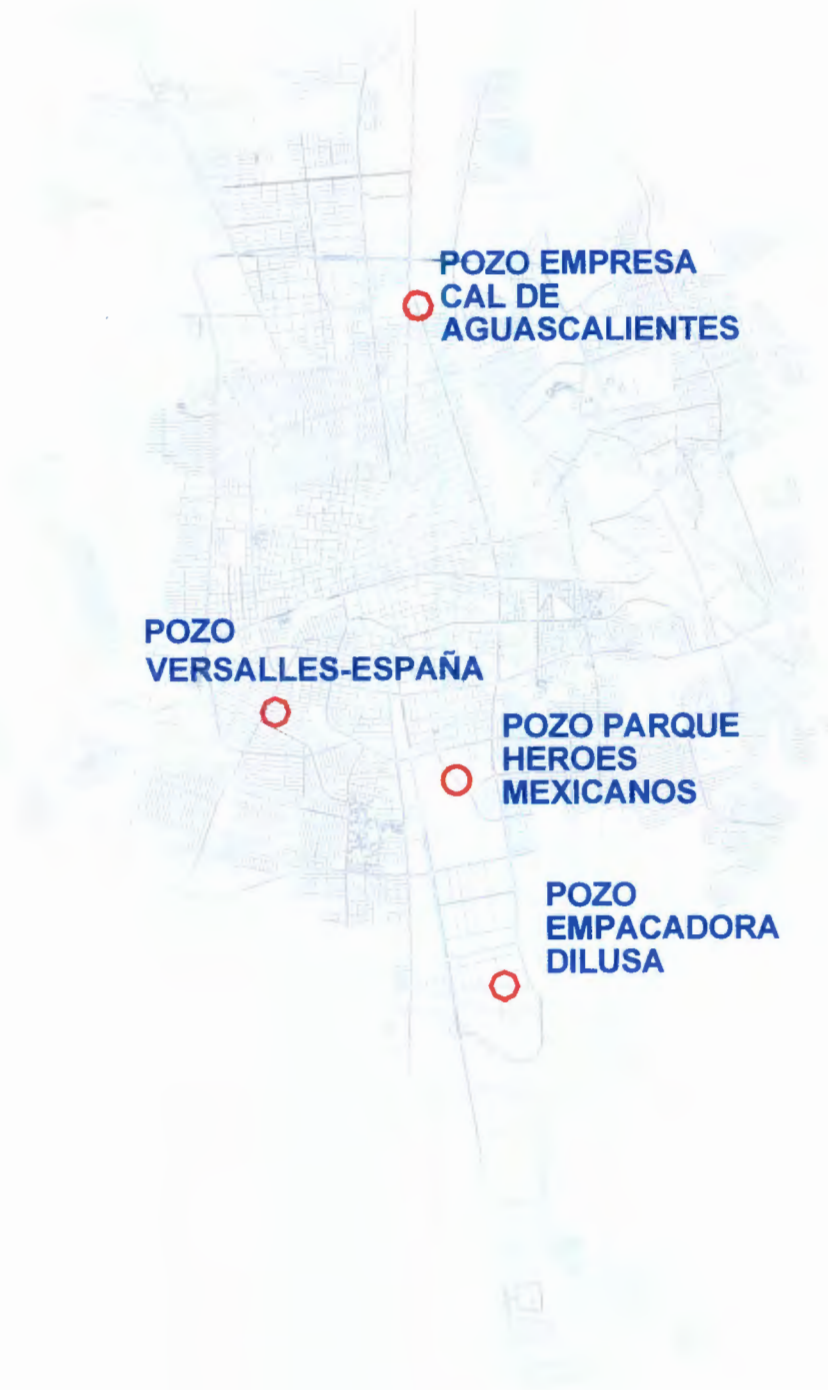 POZO EMPRESA
CAL DE
AGUASCALIENTES
POZO
VERSALLES-ESPAÑA
POZO PARQUE
HEROES
MEXICANOS
POZO
EMPACADORA
DILUSA